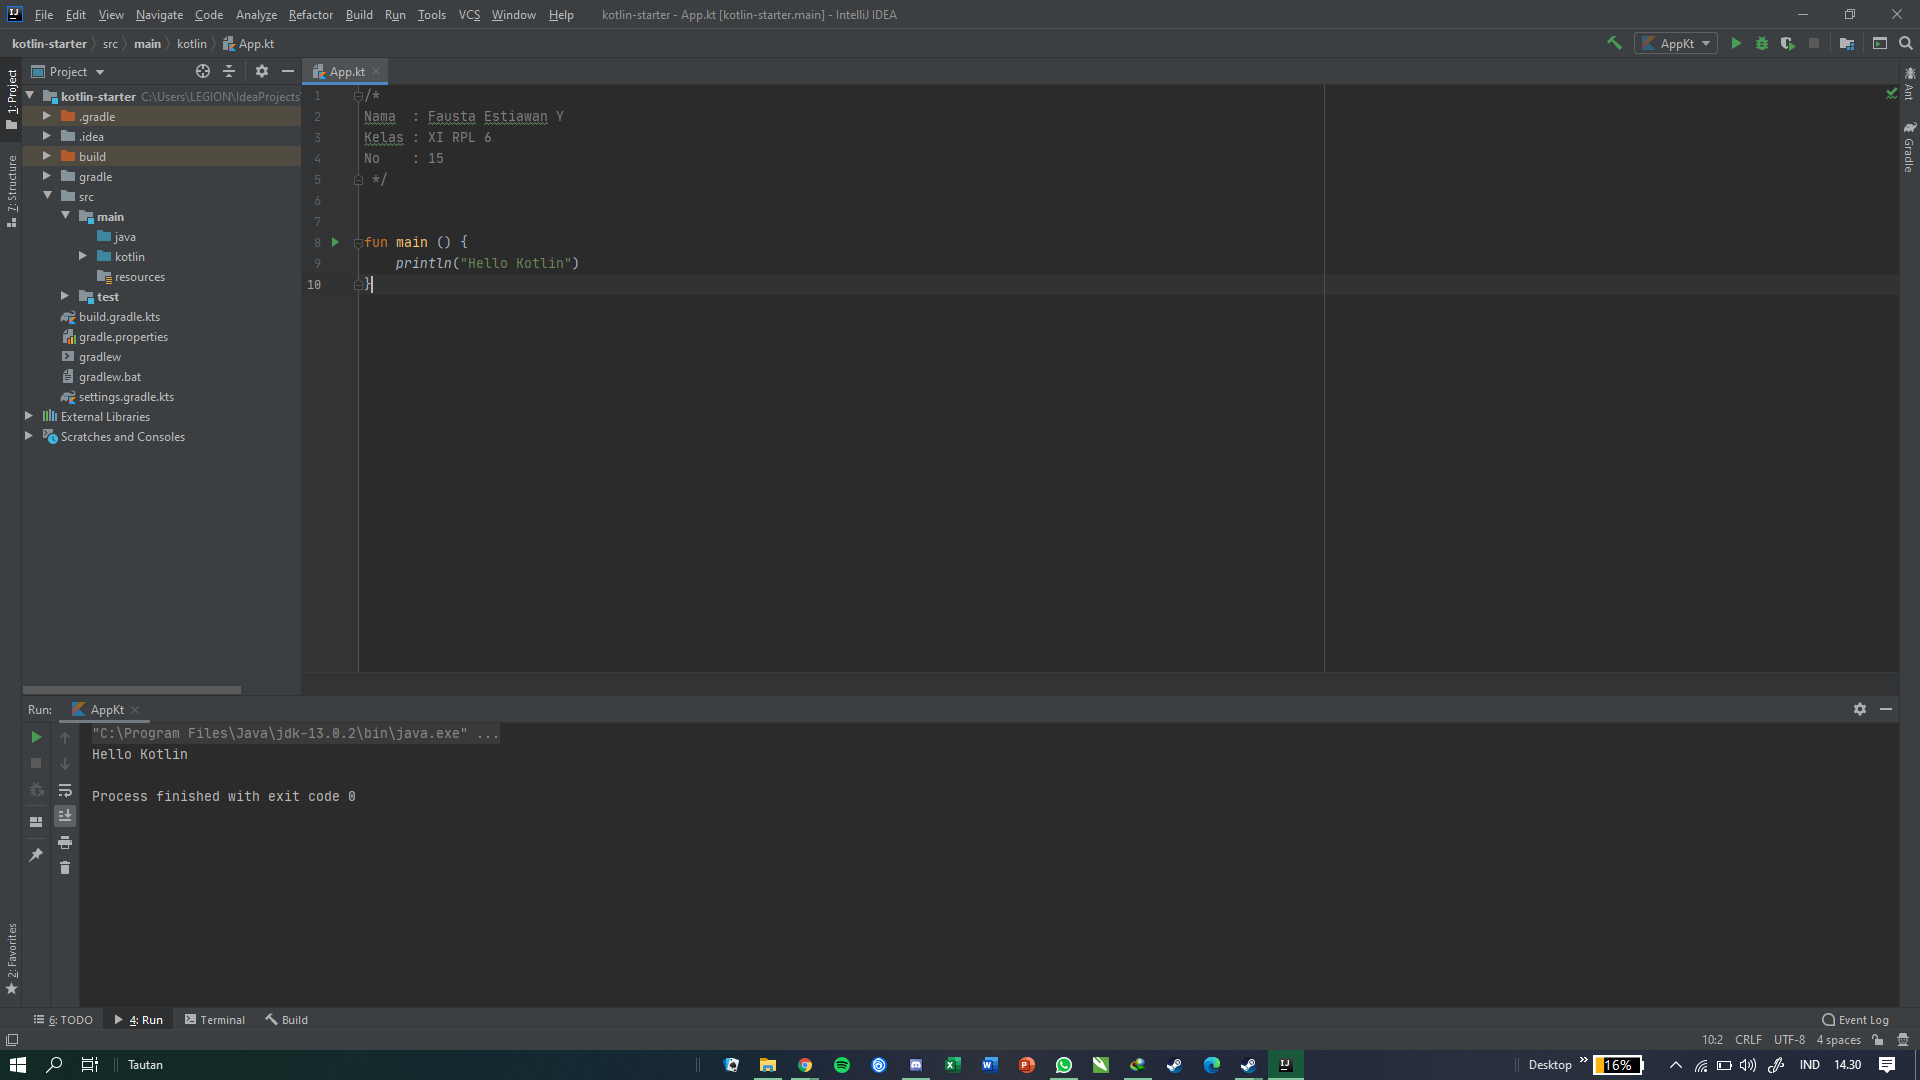 File Edit View Navigate Code Analyze Refactor Build Run Tools VCS Window Help kotlin-starter - App.kt [kotlin-starter.main] - IntelliJ IDEA
kotlin-starter src main kotlin App.kt
AppKt
Project
App.kt
1: Project
7: Structure
2: Favorites
Ant
Gradle
kotlin-starter C:\Users\LEGION\IdeaProjects
.gradle
.idea
build
gradle
src
main
java
kotlin
resources
test
build.gradle.kts
gradle.properties
gradlew
gradlew.bat
settings.gradle.kts
External Libraries
Scratches and Consoles
1 /*
2 Nama  : Fausta Estiawan Y
3 Kelas : XI RPL 6
4 No    : 15
5  */
6
7
8 fun main () {
9     println("Hello Kotlin")
10 }
Run: AppKt
"C:\Program Files\Java\jdk-13.0.2\bin\java.exe" ...
Hello Kotlin
Process finished with exit code 0
6: TODO 4: Run Terminal Build Event Log
10:2 CRLF UTF-8 4 spaces
Tautan Desktop 16% IND 14.30